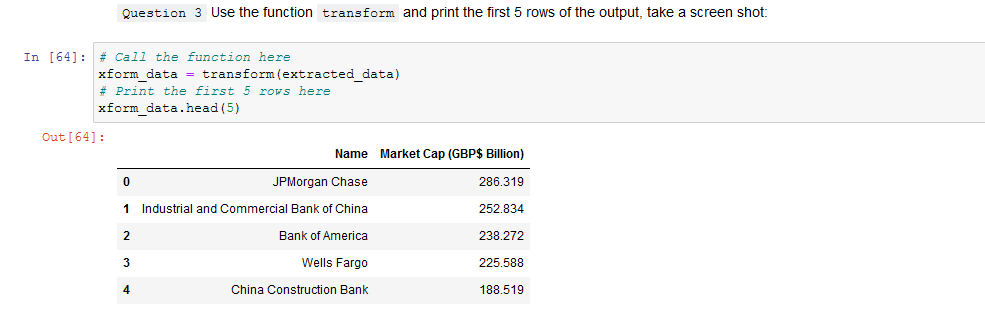 Question 3 Use the function transform and print the first 5 rows of the output, take a screen shot:
In [64]: # Call the function here
xform_data = transform(extracted_data)
# Print the first 5 rows here
xform_data.head(5)
Out[64]:
Name Market Cap (GBP$ Billion)
0 JPMorgan Chase 286.319
1 Industrial and Commercial Bank of China 252.834
2 Bank of America 238.272
3 Wells Fargo 225.588
4 China Construction Bank 188.519